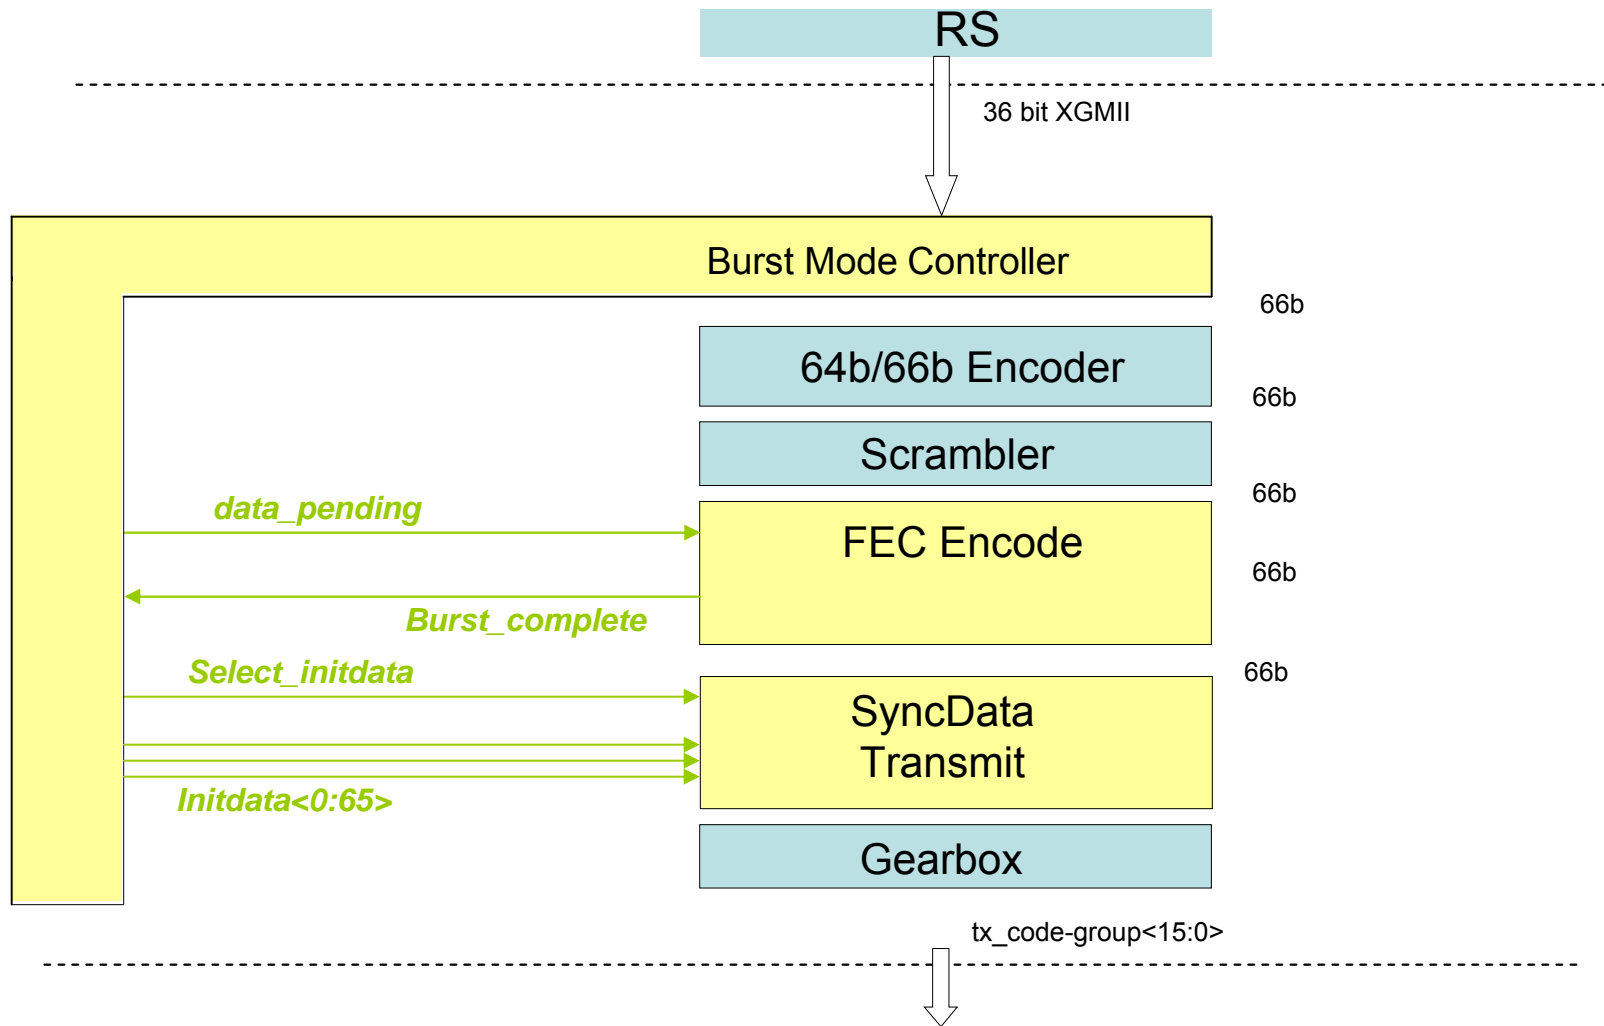 RS
36 bit XGMII
Burst Mode Controller
66b
64b/66b Encoder
66b
Scrambler
66b
data_pending
FEC Encode
66b
Burst_complete
Select_initdata
66b
SyncData
Transmit
Initdata<0:65>
Gearbox
tx_code-group<15:0>